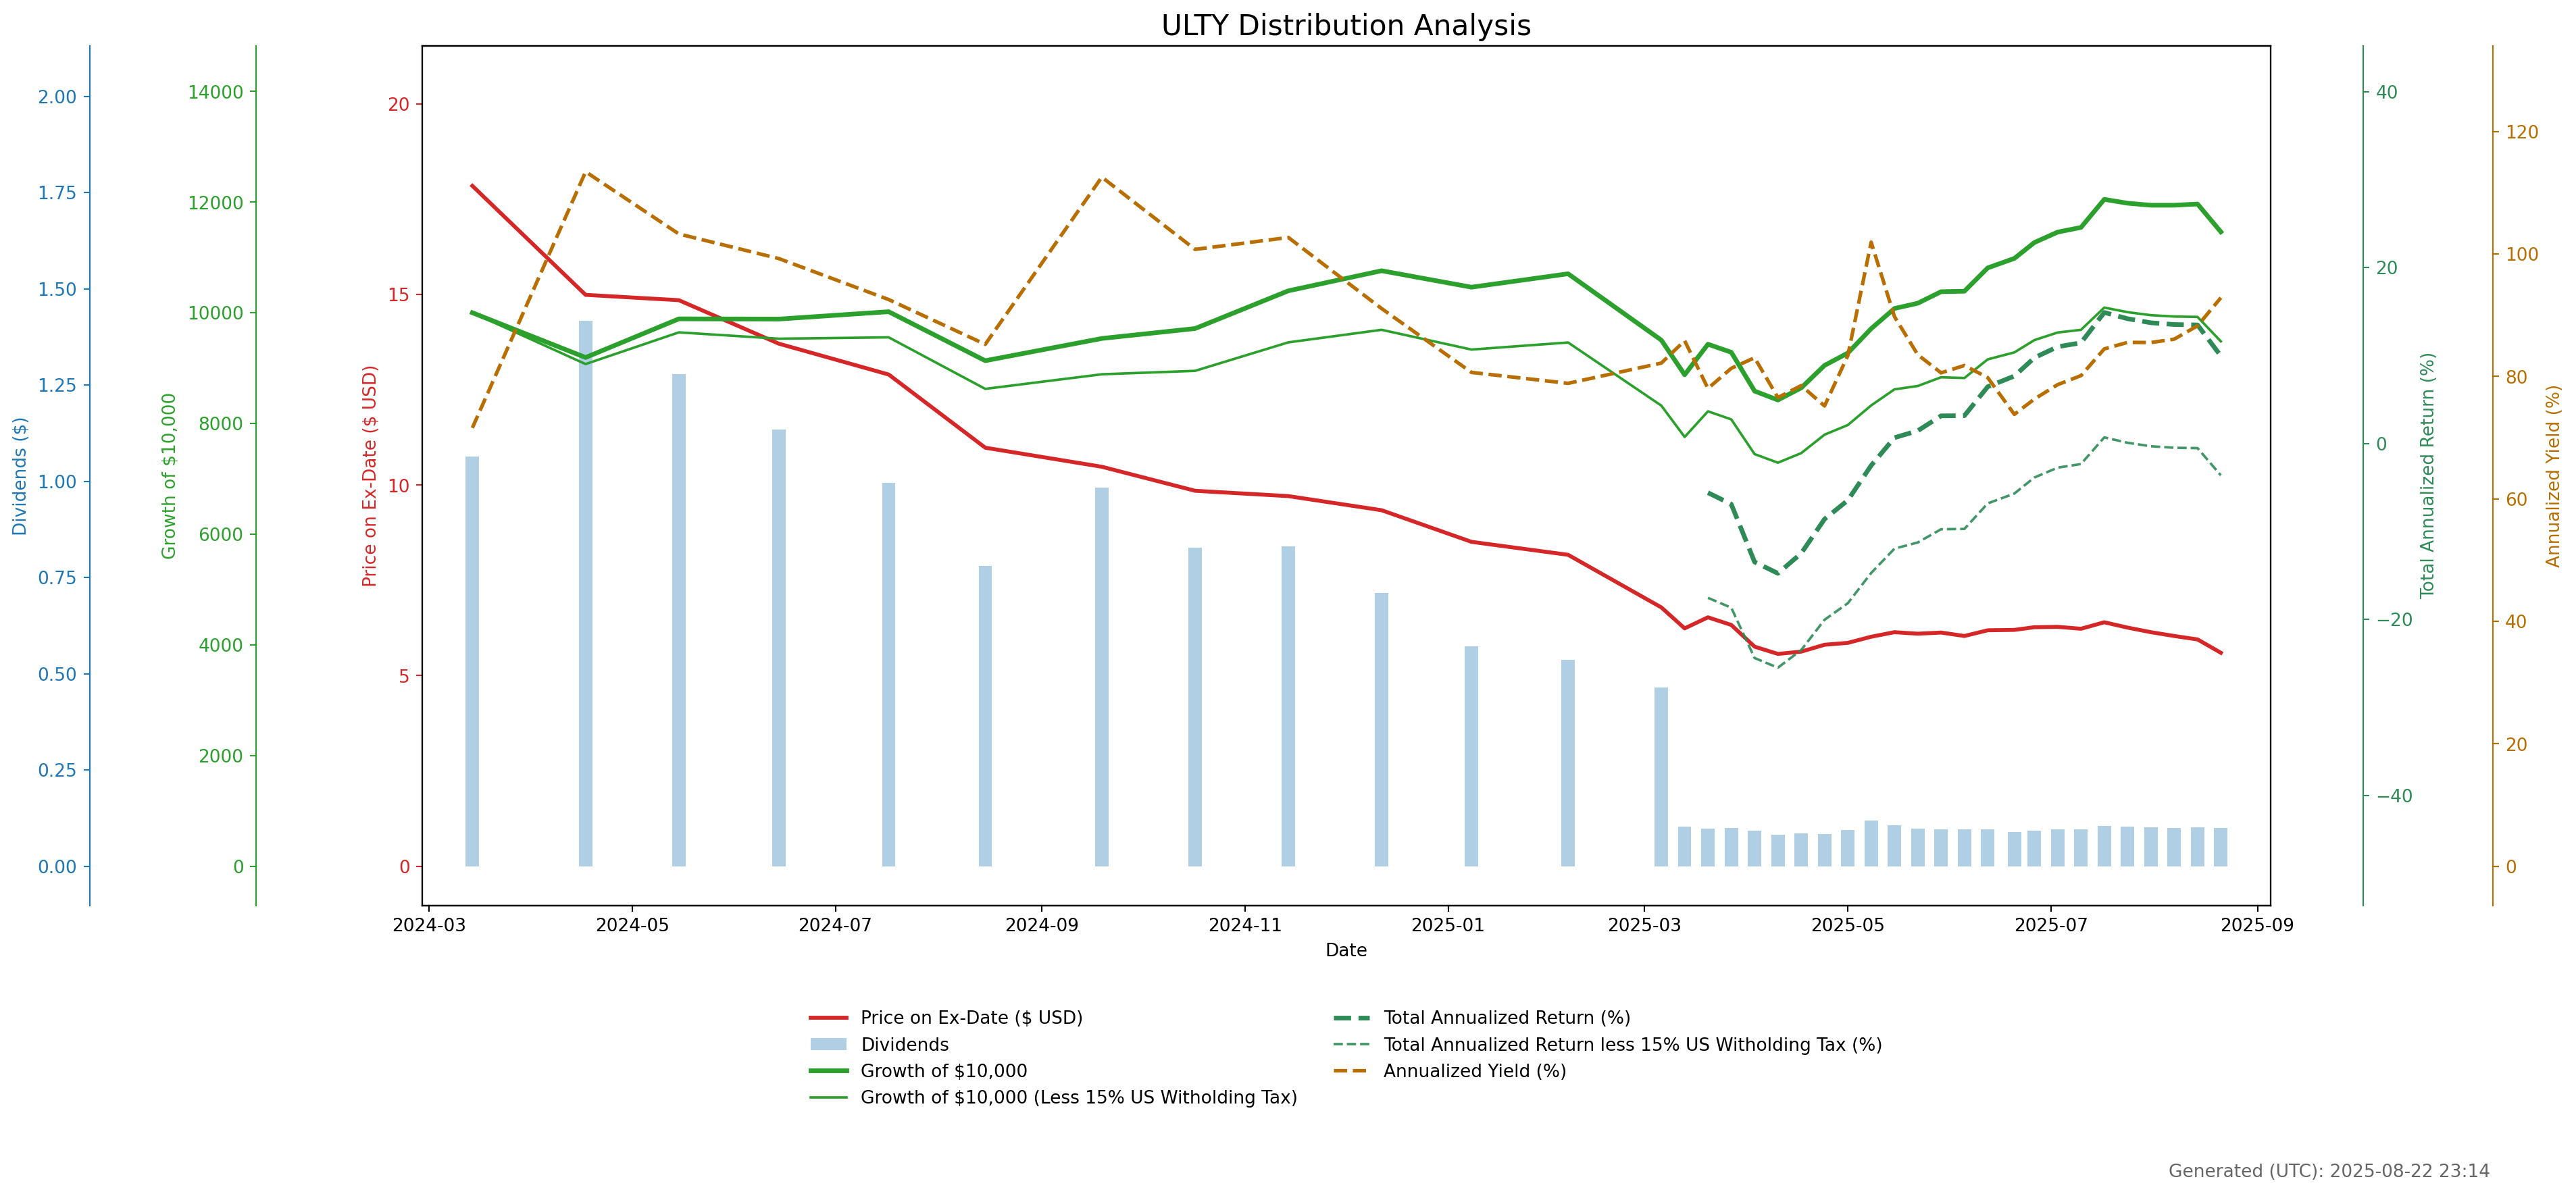 ULTY Distribution Analysis
Dividends ($)
2.00
1.75
1.50
1.25
1.00
0.75
0.50
0.25
0.00
Growth of $10,000
14000
12000
10000
8000
6000
4000
2000
0
Price on Ex-Date ($ USD)
20
15
10
5
0
Total Annualized Return (%)
40
20
0
−20
−40
Annualized Yield (%)
120
100
80
60
40
20
0
2024-03
2024-05
2024-07
2024-09
2024-11
2025-01
2025-03
2025-05
2025-07
2025-09
Date
Price on Ex-Date ($ USD)
Dividends
Growth of $10,000
Growth of $10,000 (Less 15% US Witholding Tax)
Total Annualized Return (%)
Total Annualized Return less 15% US Witholding Tax (%)
Annualized Yield (%)
Generated (UTC): 2025-08-22 23:14